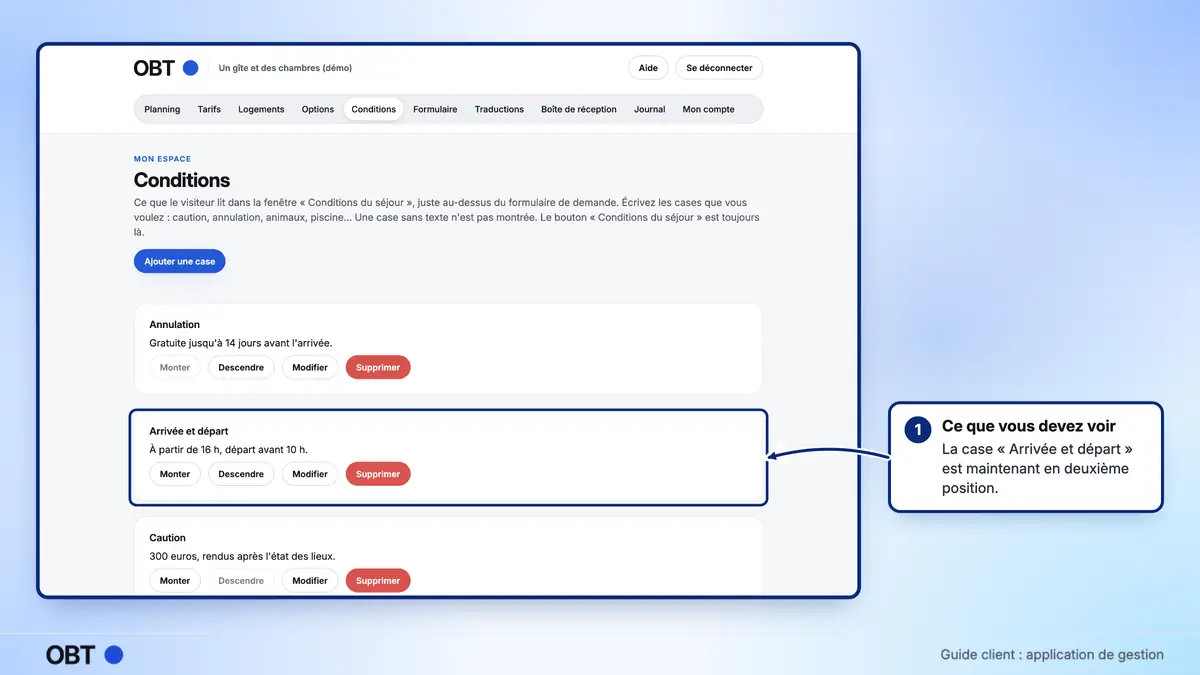 OBT
Un gîte et des chambres (démo)
Aide
Se déconnecter
Planning
Tarifs
Logements
Options
Conditions
Formulaire
Traductions
Boîte de réception
Journal
Mon compte
MON ESPACE
Conditions
Ce que le visiteur lit dans la fenêtre « Conditions du séjour », juste au-dessus du formulaire de demande. Écrivez les cases que vous
voulez : caution, annulation, animaux, piscine... Une case sans texte n'est pas montrée. Le bouton « Conditions du séjour » est toujours
là.
Ajouter une case
Annulation
Gratuite jusqu'à 14 jours avant l'arrivée.
Monter
Descendre
Modifier
Supprimer
Arrivée et départ
À partir de 16 h, départ avant 10 h.
Monter
Descendre
Modifier
Supprimer
Caution
300 euros, rendus après l'état des lieux.
Monter
Descendre
Modifier
Supprimer
1
Ce que vous devez voir
La case « Arrivée et départ »
est maintenant en deuxième
position.
OBT
Guide client : application de gestion